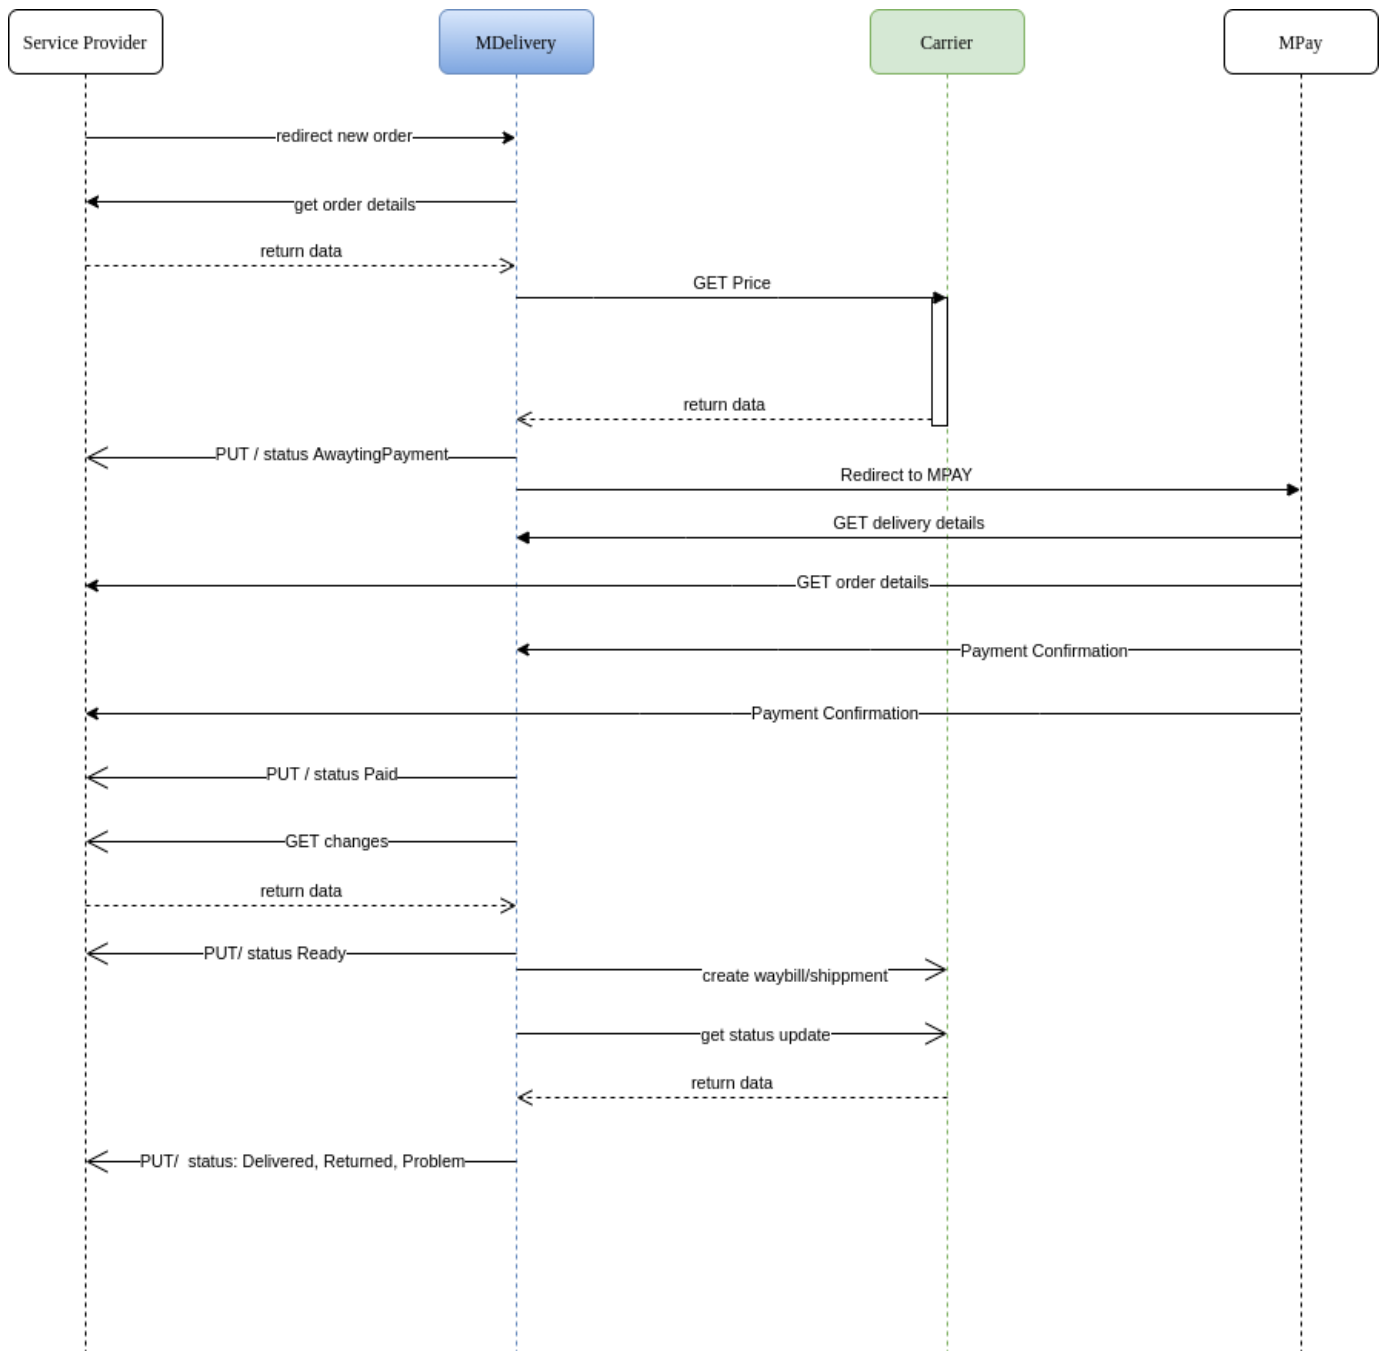 Service Provider
MDelivery
Carrier
MPay
redirect new order
get order details
return data
GET Price
return data
PUT / status AwaytingPayment
Redirect to MPAY
GET delivery details
GET order details
Payment Confirmation
Payment Confirmation
PUT / status Paid
GET changes
return data
PUT/ status Ready
create waybill/shippment
get status update
return data
PUT/  status: Delivered, Returned, Problem